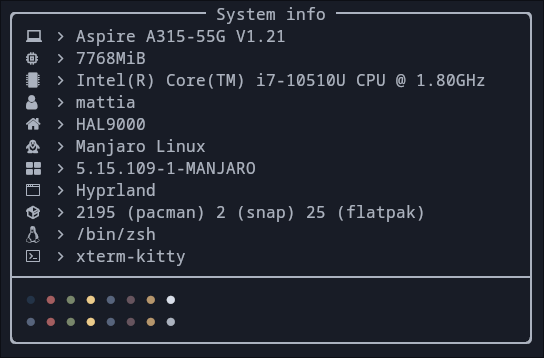 System info
> Aspire A315-55G V1.21
> 7768MiB
> Intel(R) Core(TM) i7-10510U CPU @ 1.80GHz
> mattia
> HAL9000
> Manjaro Linux
> 5.15.109-1-MANJARO
> Hyprland
> 2195 (pacman) 2 (snap) 25 (flatpak)
> /bin/zsh
> xterm-kitty